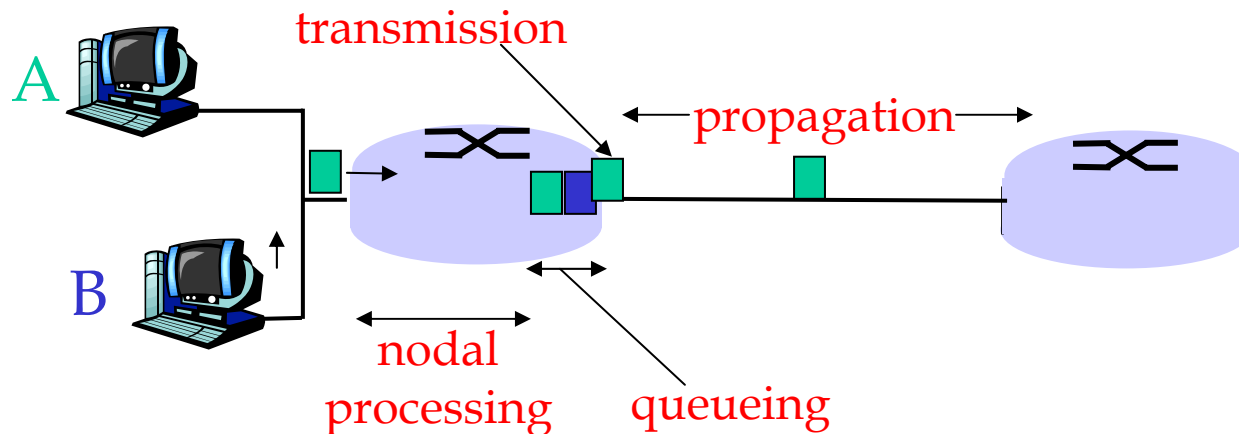 transmission
A
propagation
B
nodal
processing
queueing